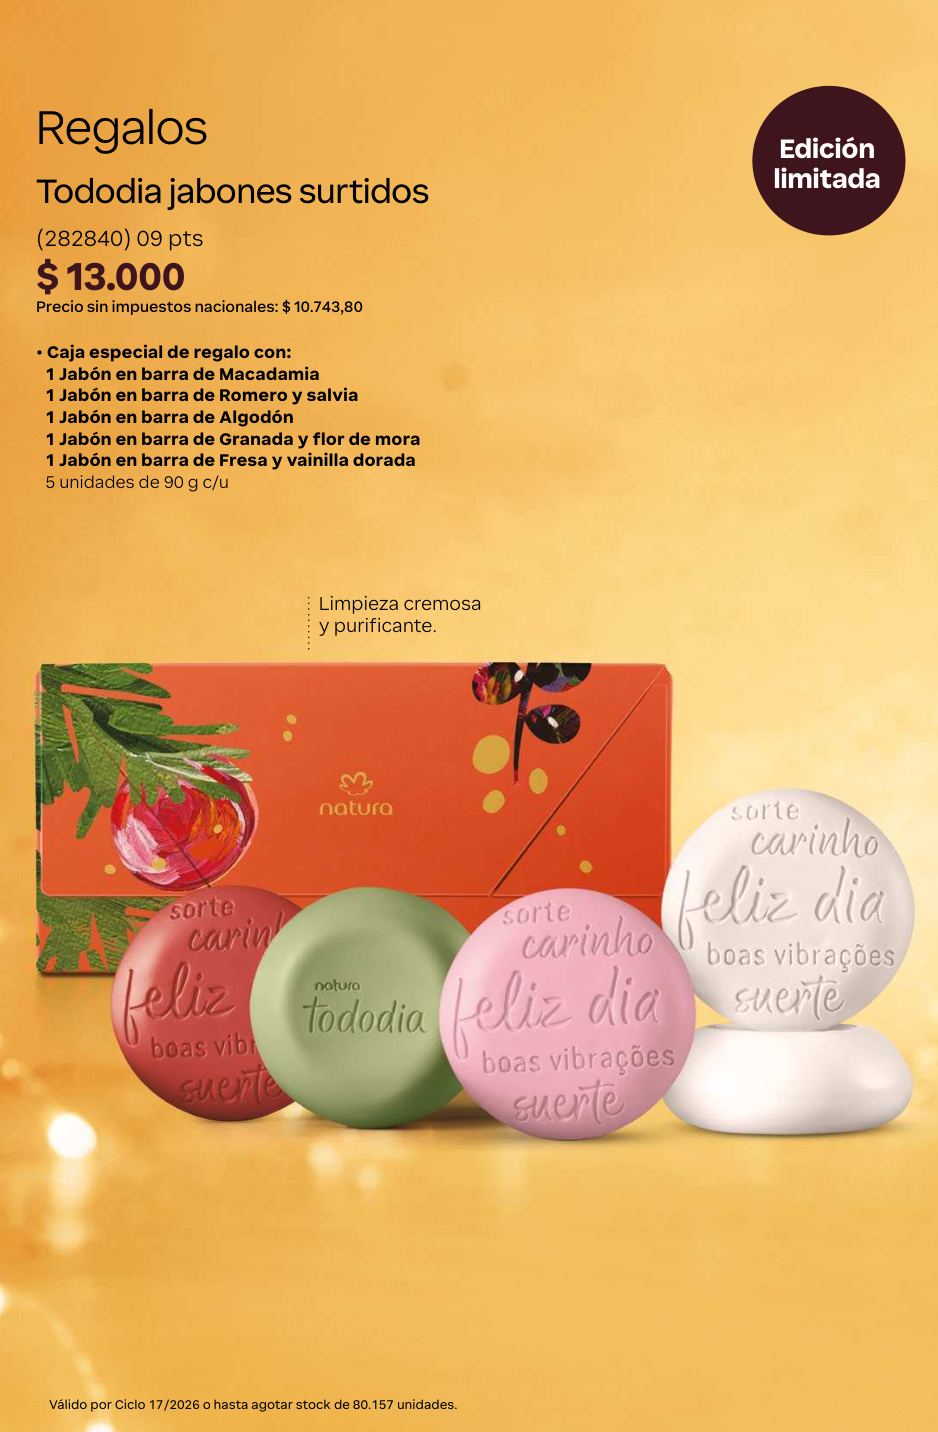 Regalos
Edición
limitada
Tododia jabones surtidos
(282840) 09 pts
$ 13.000
Precio sin impuestos nacionales: $ 10.743,80
• Caja especial de regalo con:
1 Jabón en barra de Macadamia
1 Jabón en barra de Romero y salvia
1 Jabón en barra de Algodón
1 Jabón en barra de Granada y flor de mora
1 Jabón en barra de Fresa y vainilla dorada
5 unidades de 90 g c/u
Limpieza cremosa
y purificante.
natura
sorte
carinh
feliz
boas vibr
suerte
natura
tododia
sorte
carinho
feliz dia
boas vibrações
suerte
sorte
carinho
feliz dia
boas vibrações
suerte
Válido por Ciclo 17/2026 o hasta agotar stock de 80.157 unidades.